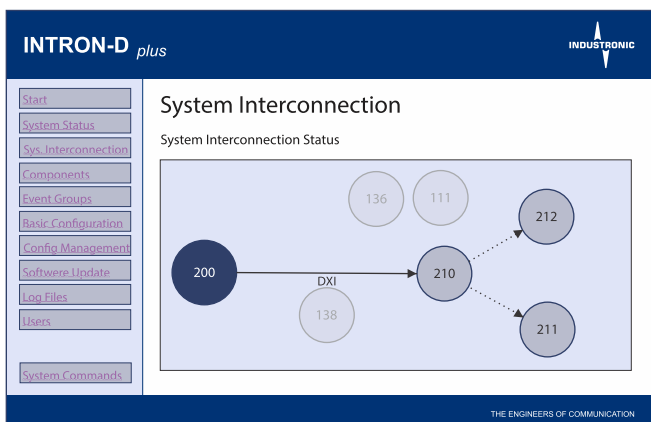 INTRON-D plus
INDUSTRONIC
Start
System Status
Sys. Interconnection
Components
Event Groups
Basic Configuration
Config Management
Softwere Update
Log Files
Users
System Commands
System Interconnection
System Interconnection Status
136
111
212
200
DXI
210
138
211
THE ENGINEERS OF COMMUNICATION